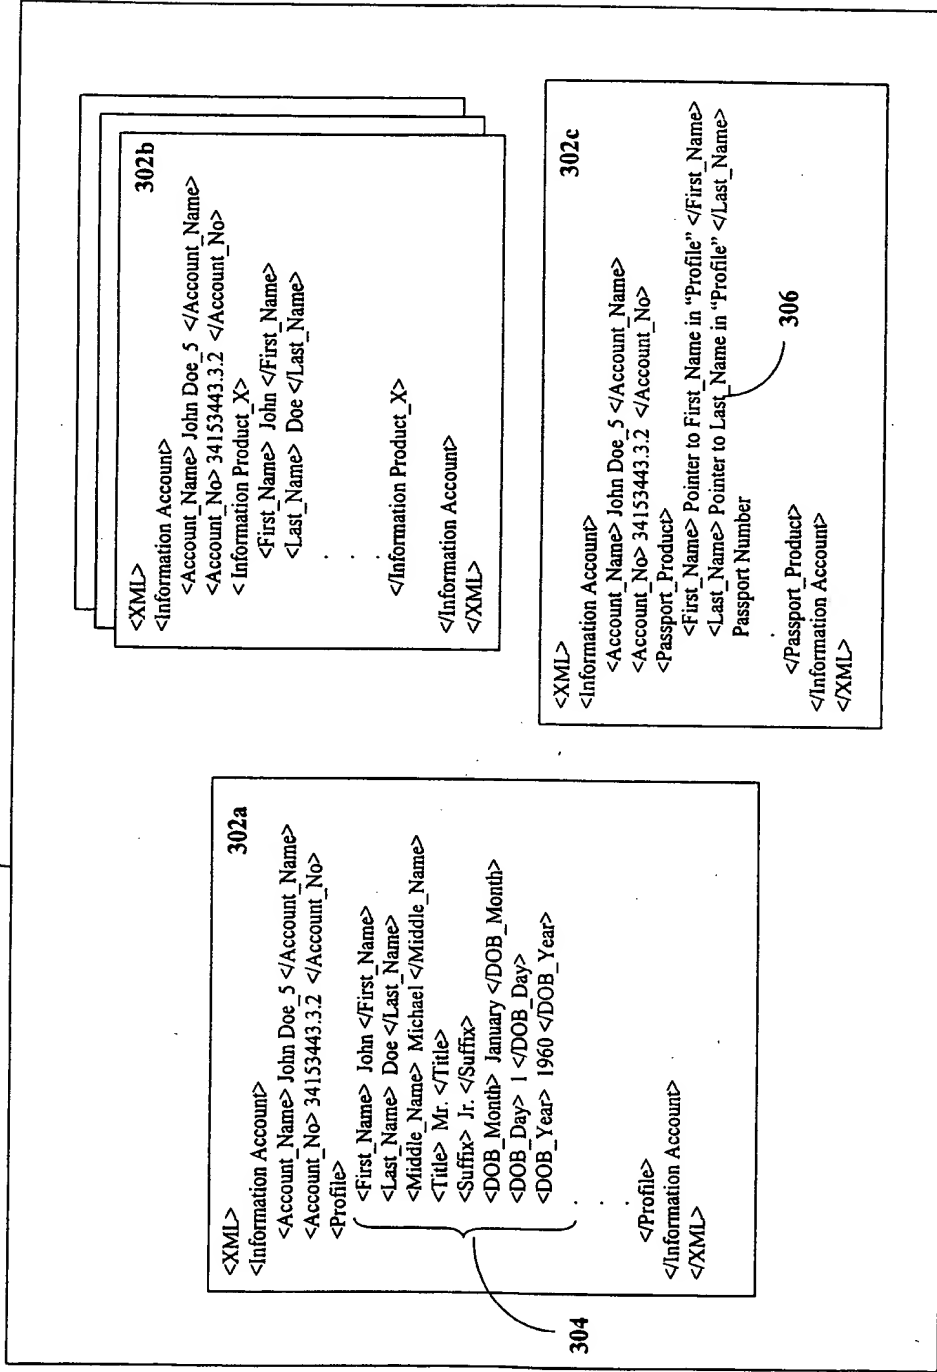 302a
<XML>
<Information Account>
<Account_Name> John Doe_5 </Account_Name>
<Account_No> 34153443.3.2 </Account_No>
<Profile>
<First_Name> John </First_Name>
<Last_Name> Doe </Last_Name>
<Middle_Name> Michael </Middle_Name>
<Title> Mr. </Title>
<Suffix> Jr. </Suffix>
<DOB_Month> January </DOB_Month>
<DOB_Day> 1 </DOB_Day>
<DOB_Year> 1960 </DOB_Year>
.
.
.
</Profile>
</Information Account>
</XML>
304
302b
<XML>
<Information Account>
<Account_Name> John Doe_5 </Account_Name>
<Account_No> 34153443.3.2 </Account_No>
< Information Product_X>
<First_Name> John </First_Name>
<Last_Name> Doe </Last_Name>
.
.
.
</Information Product_X>
</Information Account>
</XML>
302c
<XML>
<Information Account>
<Account_Name> John Doe_5 </Account_Name>
<Account_No> 34153443.3.2 </Account_No>
<Passport_Product>
<First_Name> Pointer to First_Name in “Profile” </First_Name>
<Last_Name> Pointer to Last_Name in “Profile” </Last_Name>
Passport Number
.
</Passport_Product>
</Information Account>
</XML>
306